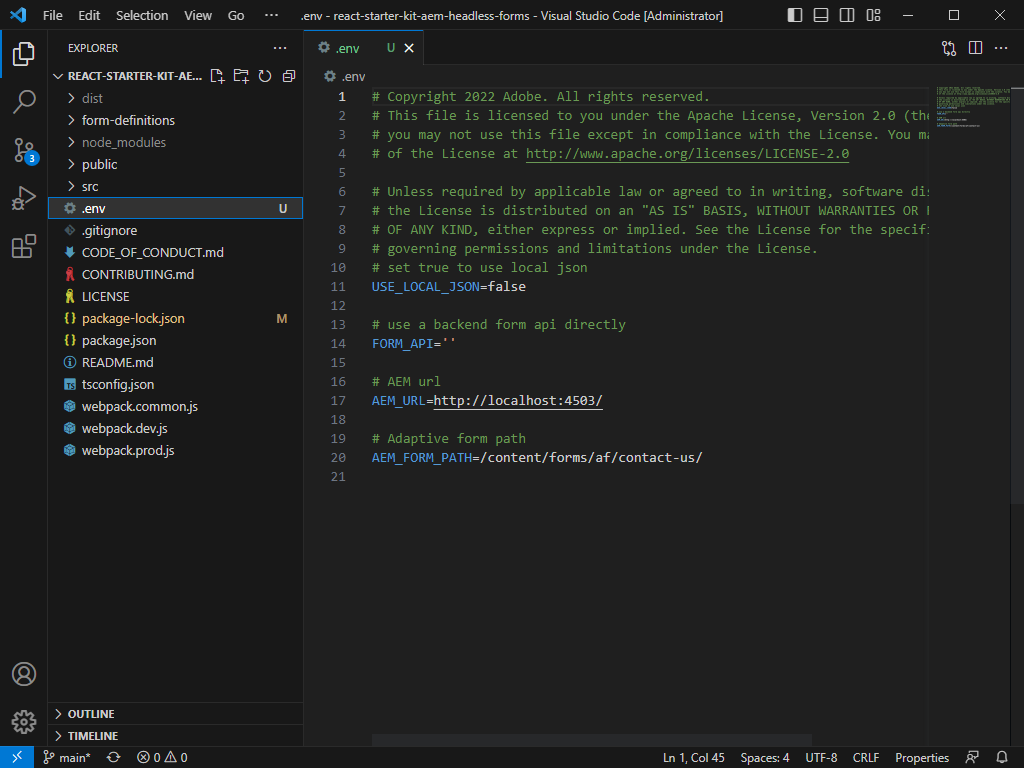 File Edit Selection View Go ··· .env - react-starter-kit-aem-headless-forms - Visual Studio Code [Administrator]
EXPLORER ···
REACT-STARTER-KIT-AE...
dist
form-definitions
node_modules
public
src
.env U
.gitignore
CODE_OF_CONDUCT.md
CONTRIBUTING.md
LICENSE
{} package-lock.json M
{} package.json
README.md
TS tsconfig.json
webpack.common.js
webpack.dev.js
webpack.prod.js
3
OUTLINE
TIMELINE
.env U
.env
1 # Copyright 2022 Adobe. All rights reserved.
2 # This file is licensed to you under the Apache License, Version 2.0 (the
3 # you may not use this file except in compliance with the License. You ma
4 # of the License at http://www.apache.org/licenses/LICENSE-2.0
5
6 # Unless required by applicable law or agreed to in writing, software dis
7 # the License is distributed on an "AS IS" BASIS, WITHOUT WARRANTIES OR
8 # OF ANY KIND, either express or implied. See the License for the specifi
9 # governing permissions and limitations under the License.
10 # set true to use local json
11 USE_LOCAL_JSON=false
12
13 # use a backend form api directly
14 FORM_API=''
15
16 # AEM url
17 AEM_URL=http://localhost:4503/
18
19 # Adaptive form path
20 AEM_FORM_PATH=/content/forms/af/contact-us/
21
main* 0 0 Ln 1, Col 45 Spaces: 4 UTF-8 CRLF Properties